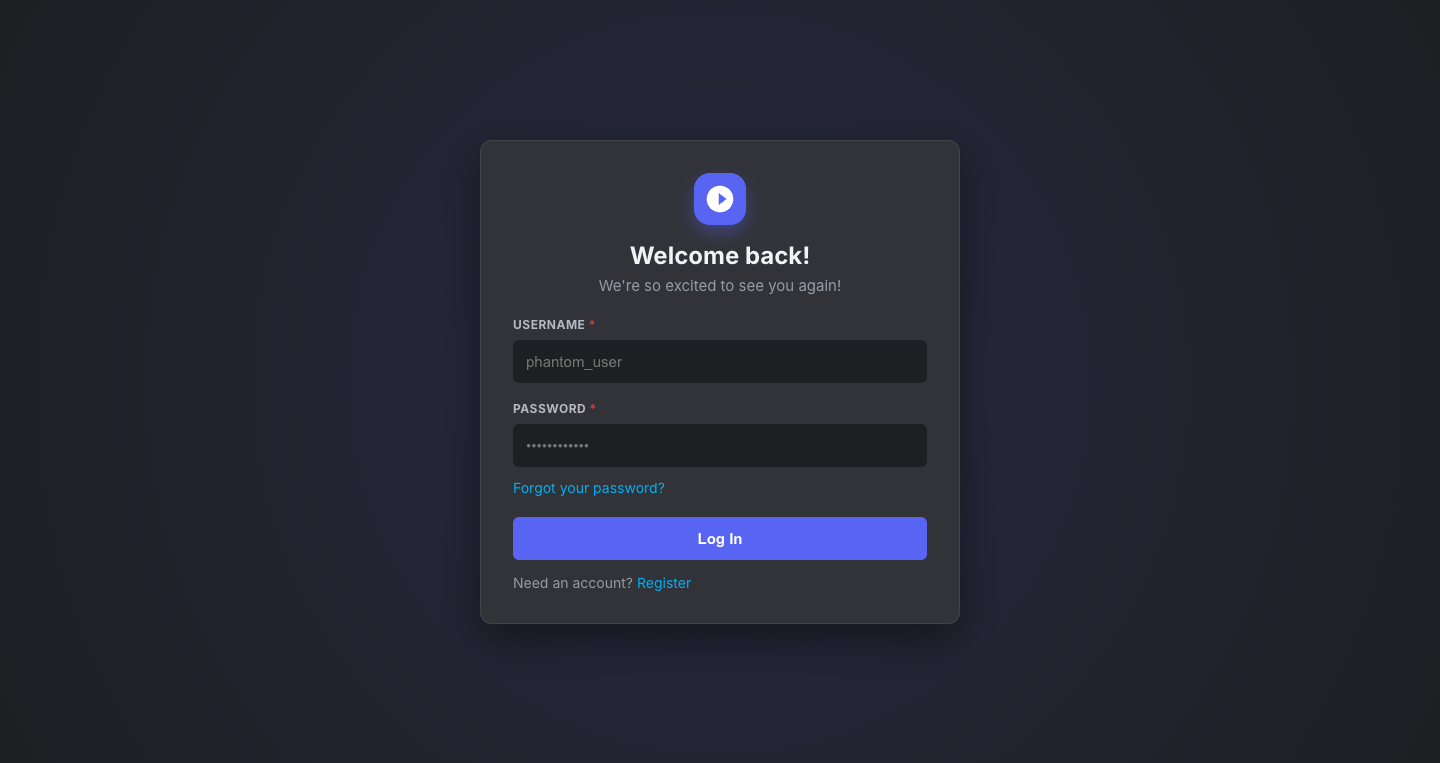 Welcome back!
We're so excited to see you again!
USERNAME *
phantom_user
PASSWORD *
••••••••••••
Forgot your password?
Log In
Need an account? Register